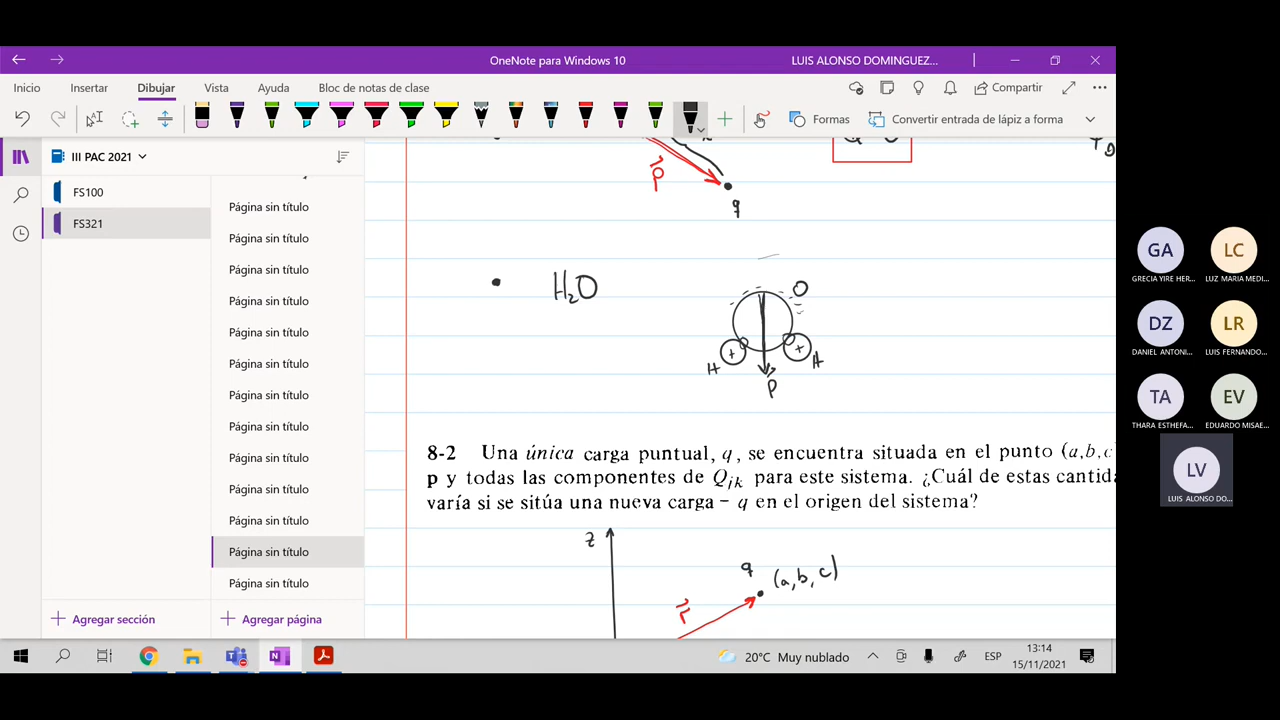 OneNote para Windows 10
LUIS ALONSO DOMINGUEZ...
Inicio
Insertar
Dibujar
Vista
Ayuda
Bloc de notas de clase
Compartir
Formas
Convertir entrada de lápiz a forma
III PAC 2021
FS100
FS321
Página sin título
Página sin título
Página sin título
Página sin título
Página sin título
Página sin título
Página sin título
Página sin título
Página sin título
Página sin título
Página sin título
Página sin título
Página sin título
Agregar sección
Agregar página
p
q
H₂O
O
+
+
H
H
p
8-2 Una única carga puntual, q, se encuentra situada en el punto (a,b,c
p y todas las componentes de Qjk para este sistema. ¿Cuál de estas cantida
varía si se sitúa una nueva carga – q en el origen del sistema?
z
q
(a, b, c)
r
GA
GRECIA YIRE HER...
LC
LUZ MARIA MEDI...
DZ
DANIEL ANTONI...
LR
LUIS FERNANDO...
TA
THARA ESTHEFA...
EV
EDUARDO MISAE...
LV
LUIS ALONSO DO...
20°C Muy nublado
ESP
13:14
15/11/2021